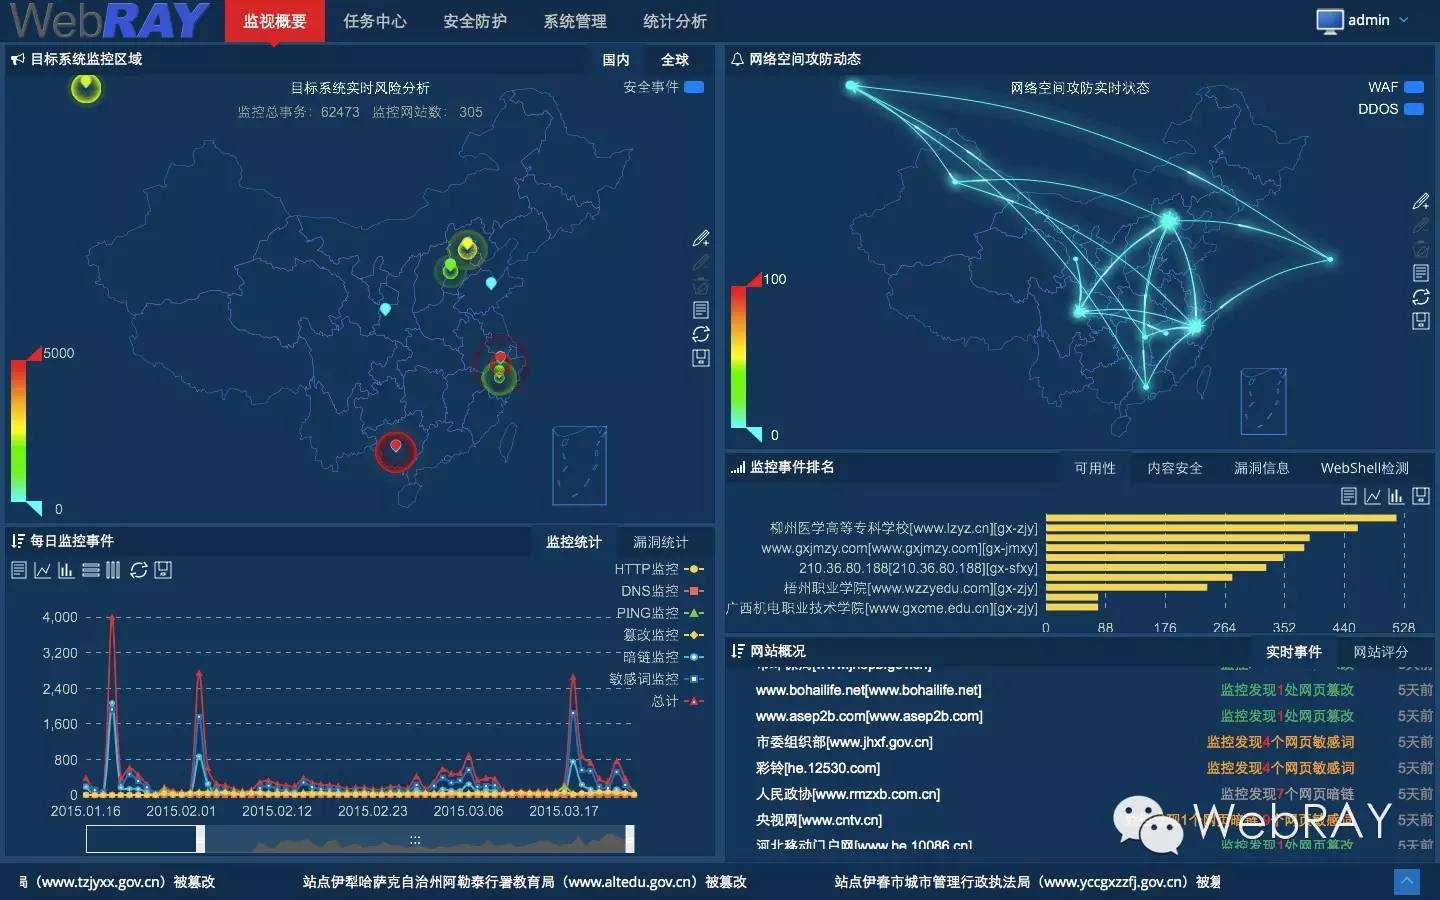 WebRAY
监视概要
任务中心
安全防护
系统管理
统计分析
admin
目标系统监控区域
国内
全球
目标系统实时风险分析
监控总事务：62473 监控网站数：305
安全事件
5000
0
网络空间攻防动态
网络空间攻防实时状态
WAF
DDOS
100
0
每日监控事件
监控统计
漏洞统计
HTTP监控
DNS监控
PING监控
篡改监控
暗链监控
敏感词监控
总计
4,000
3,200
2,400
1,600
800
0
2015.01.16
2015.02.01
2015.02.12
2015.02.23
2015.03.06
2015.03.17
监控事件排名
可用性
内容安全
漏洞信息
WebShell检测
柳州医学高等专科学校[www.lzyz.cn][gx-zjy]
www.gxjmzy.com[www.gxjmzy.com][gx-jmxy]
210.36.80.188[210.36.80.188][gx-sfxy]
梧州职业学院[www.wzzyedu.com][gx-zjy]
广西机电职业技术学院[www.gxcme.edu.cn][gx-zjy]
0 88 176 264 352 440 528
网站概况
实时事件
网站评分
www.bohailife.net[www.bohailife.net] 监控发现1处网页篡改 5天前
www.asep2b.com[www.asep2b.com] 监控发现1处网页篡改 5天前
市委组织部[www.jhxf.gov.cn] 监控发现4个网页敏感词 5天前
彩铃[he.12530.com] 监控发现4个网页敏感词 5天前
人民政协[www.rmzxb.com.cn] 监控发现7个网页暗链 5天前
央视网[www.cntv.cn] 5天前
河北移动门户网[www.he.10086.cn] 监控发现1处网页篡改 5天前
WebRAY
局（www.tzjyxx.gov.cn）被篡改
站点伊犁哈萨克自治州阿勒泰行署教育局（www.altedu.gov.cn）被篡改
站点伊春市城市管理行政执法局（www.yccgxzzfj.gov.cn）被篡